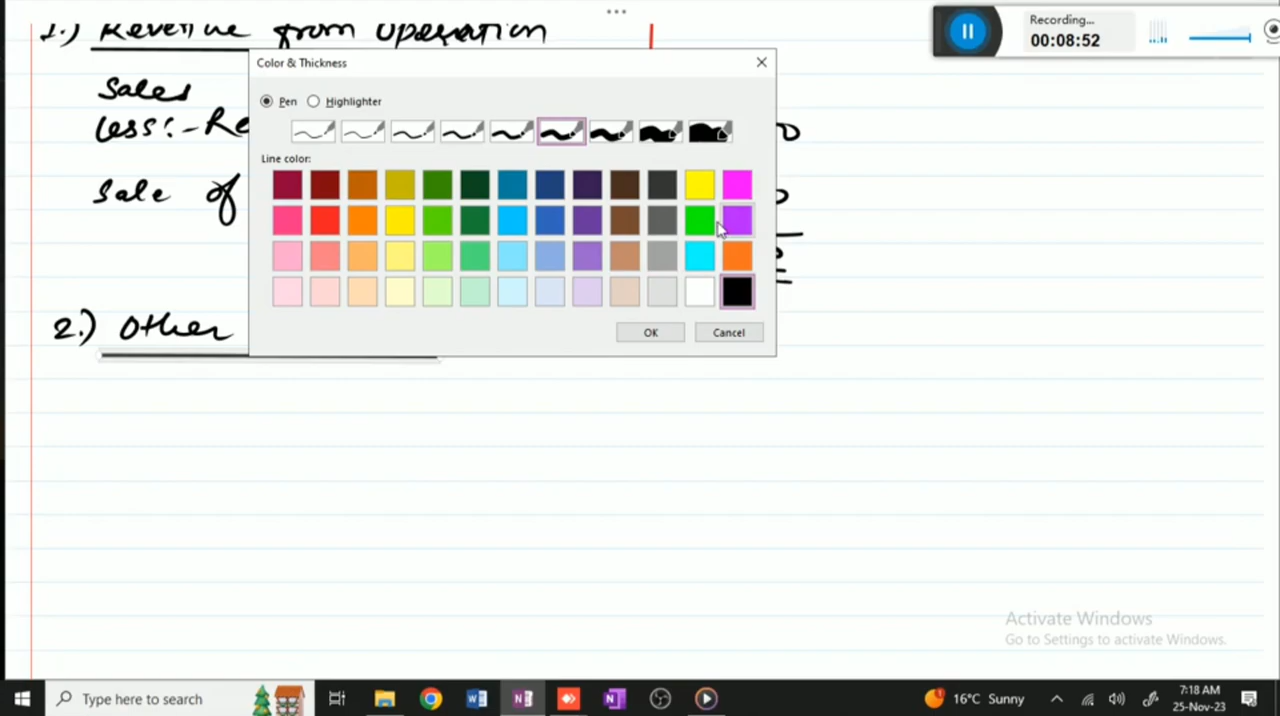 1.) Revenue from Operation
Recording...
00:08:52
Color & Thickness
Sales
Pen
Highlighter
Less:- Re
Line color:
Sale of
2.) Other
OK
Cancel
Activate Windows
Go to Settings to activate Windows.
Type here to search
16°C Sunny
7:18 AM
25-Nov-23